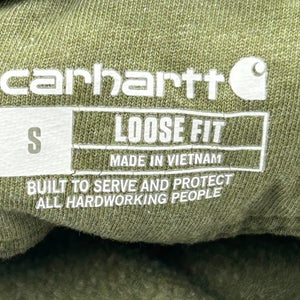 carhartt
S
LOOSE FIT
MADE IN VIETNAM
BUILT TO SERVE AND PROTECT
ALL HARDWORKING PEOPLE